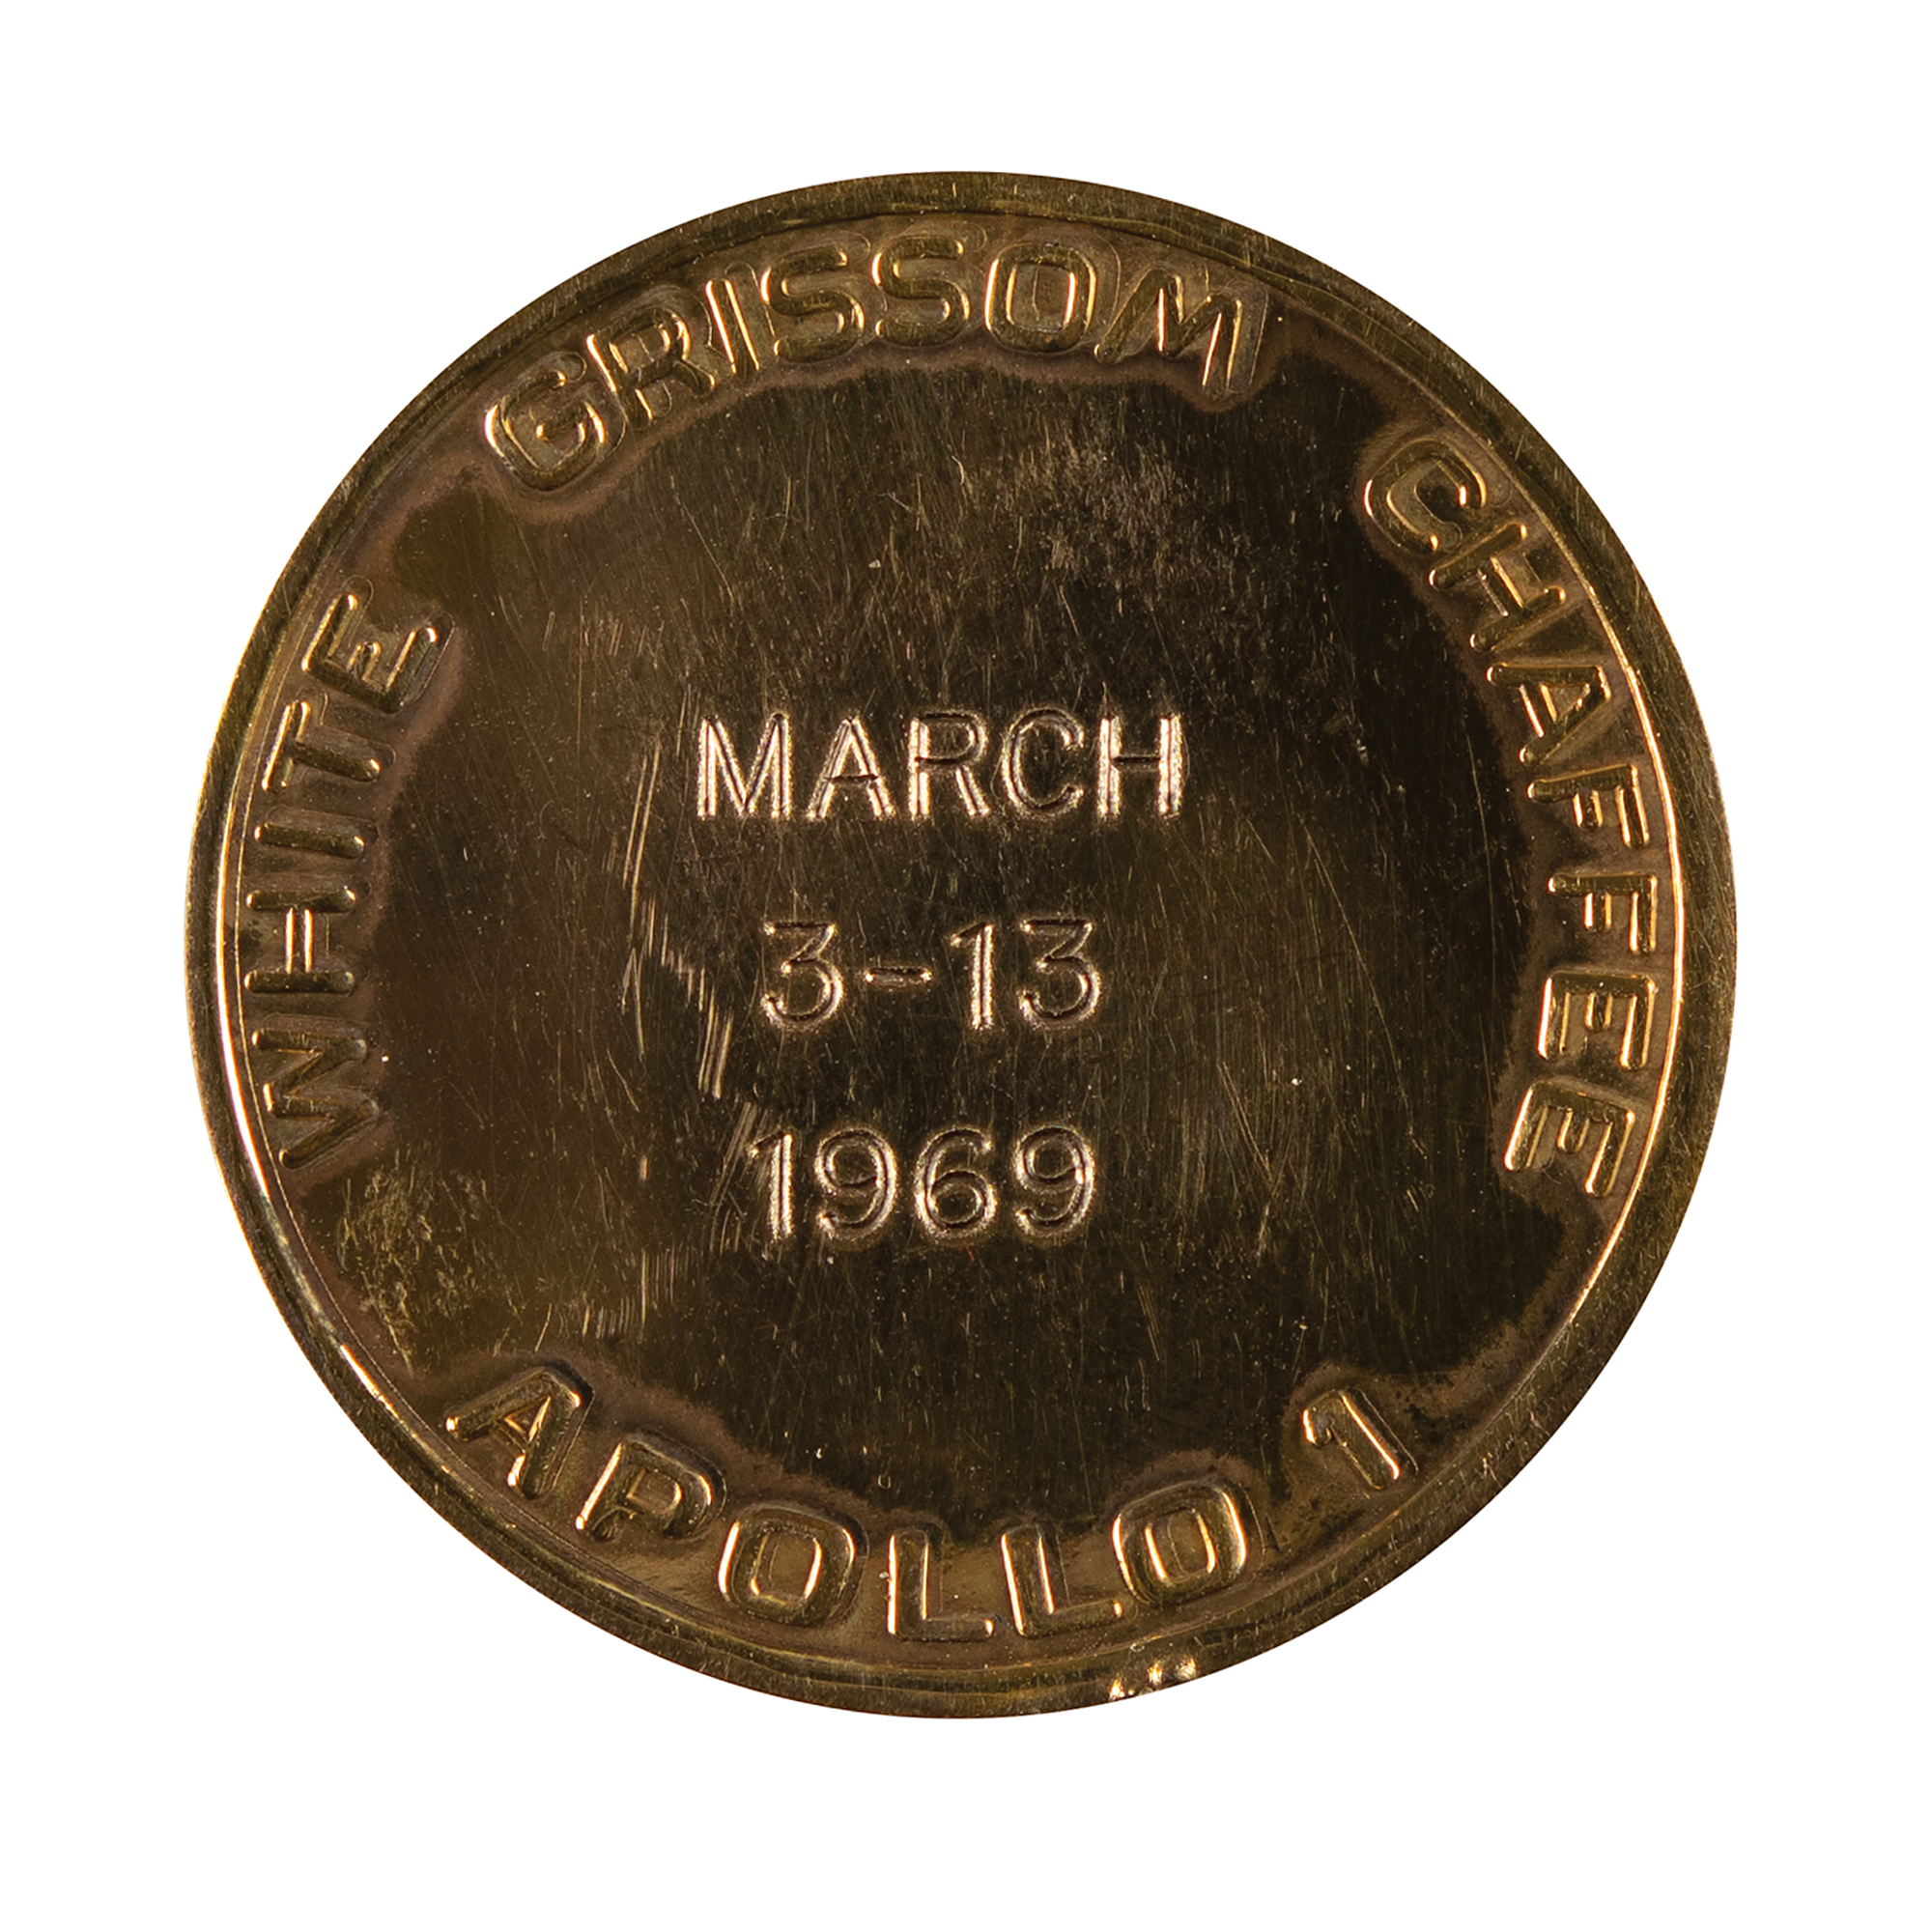 WHITE GRISSOM CHAFFEE
MARCH
3-13
1969
APOLLO 1